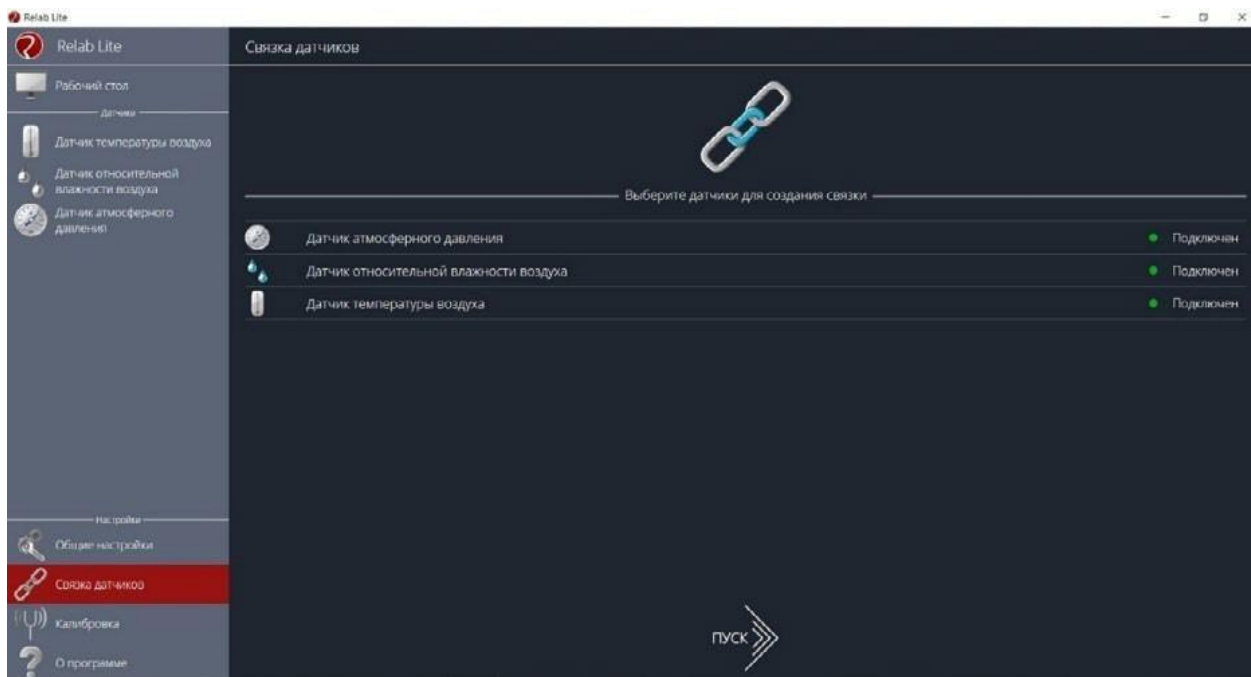 Relab Lite
Relab Lite
Рабочий стол
Датчики
Датчик температуры воздуха
Датчик относительной
влажности воздуха
Датчик атмосферного
давления
Настройки
Общие настройки
Связка датчиков
Калибровка
О программе
Связка датчиков
Выберите датчики для создания связки
Датчик атмосферного давления
Подключен
Датчик относительной влажности воздуха
Подключен
Датчик температуры воздуха
Подключен
ПУСК